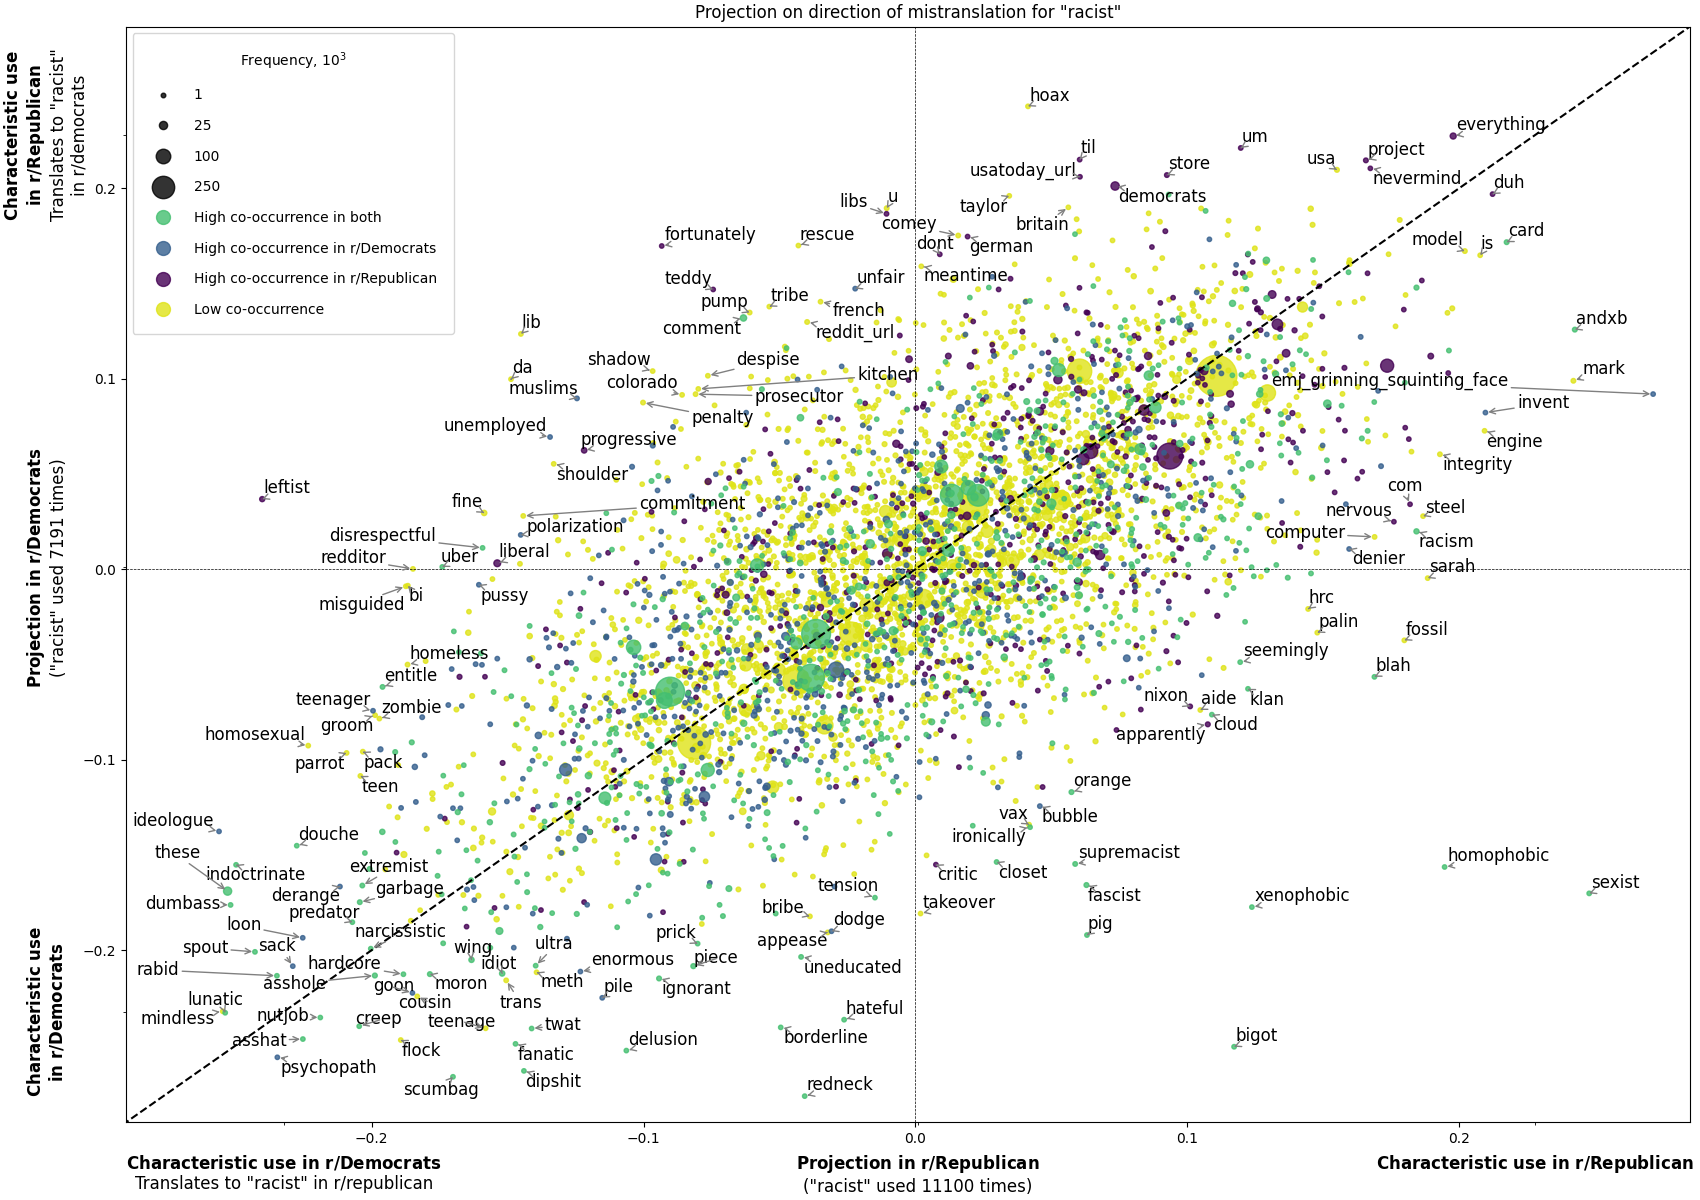 Projection on direction of mistranslation for "racist"
Characteristic use
in r/Republican
Translates to "racist"
in r/democrats
Projection in r/Democrats
("racist" used 7191 times)
Characteristic use
in r/Democrats
Frequency, 10³
1
25
100
250
High co-occurrence in both
High co-occurrence in r/Democrats
High co-occurrence in r/Republican
Low co-occurrence
0.2
0.1
0.0
−0.1
−0.2
hoax
everything
um
til
project
usa
store
usatoday_url
nevermind
duh
democrats
u
libs
taylor
britain
comey
card
fortunately
rescue
dont
german
model
is
teddy
unfair
meantime
tribe
pump
french
comment
reddit_url
lib
andxb
shadow
despise
da
kitchen
mark
colorado
emj_grinning_squinting_face
muslims
prosecutor
invent
penalty
unemployed
progressive
engine
shoulder
integrity
leftist
com
fine
commitment
nervous
steel
polarization
disrespectful
computer
racism
redditor
uber
liberal
denier
sarah
misguided
bi
pussy
hrc
palin
fossil
homeless
seemingly
entitle
blah
teenager
zombie
nixon
aide
klan
groom
cloud
homosexual
apparently
parrot
pack
teen
orange
ideologue
douche
vax
bubble
ironically
these
extremist
supremacist
homophobic
indoctrinate
critic
closet
derange
garbage
tension
fascist
xenophobic
sexist
dumbass
predator
bribe
takeover
loon
narcissistic
dodge
pig
spout
sack
wing
ultra
prick
appease
rabid
hardcore
idiot
enormous
piece
uneducated
asshole
goon
moron
meth
pile
ignorant
lunatic
cousin
trans
hateful
mindless
nutjob
creep
teenage
twat
borderline
bigot
asshat
flock
fanatic
delusion
psychopath
scumbag
dipshit
redneck
−0.2
−0.1
0.0
0.1
0.2
Characteristic use in r/Democrats
Translates to "racist" in r/republican
Projection in r/Republican
("racist" used 11100 times)
Characteristic use in r/Republican